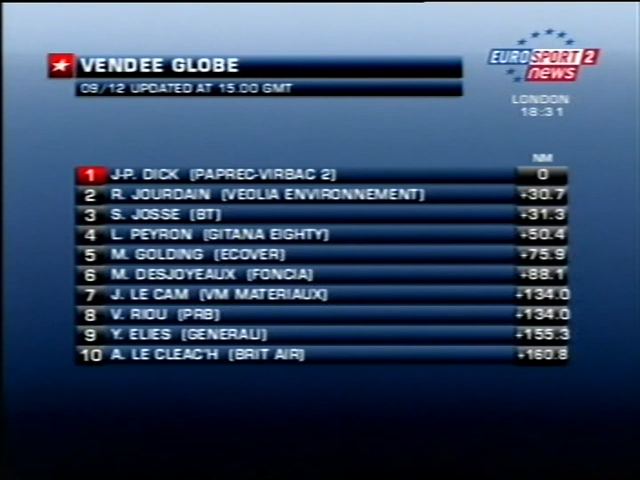 VENDEE GLOBE
09/12 UPDATED AT 15.00 GMT
EUROSPORT 2
news
LONDON
18:31
NM
1 J-P. DICK (PAPREC-VIRBAC 2) 0
2 R. JOURDAIN (VEOLIA ENVIRONNEMENT) +30.7
3 S. JOSSE (BT) +31.3
4 L. PEYRON (GITANA EIGHTY) +50.4
5 M. GOLDING (ECOVER) +75.9
6 M. DESJOYEAUX (FONCIA) +88.1
7 J. LE CAM (VM MATERIAUX) +134.0
8 V. RIOU (PRB) +134.0
9 Y. ELIES (GENERALI) +155.3
10 A. LE CLEAC'H (BRIT AIR) +160.8